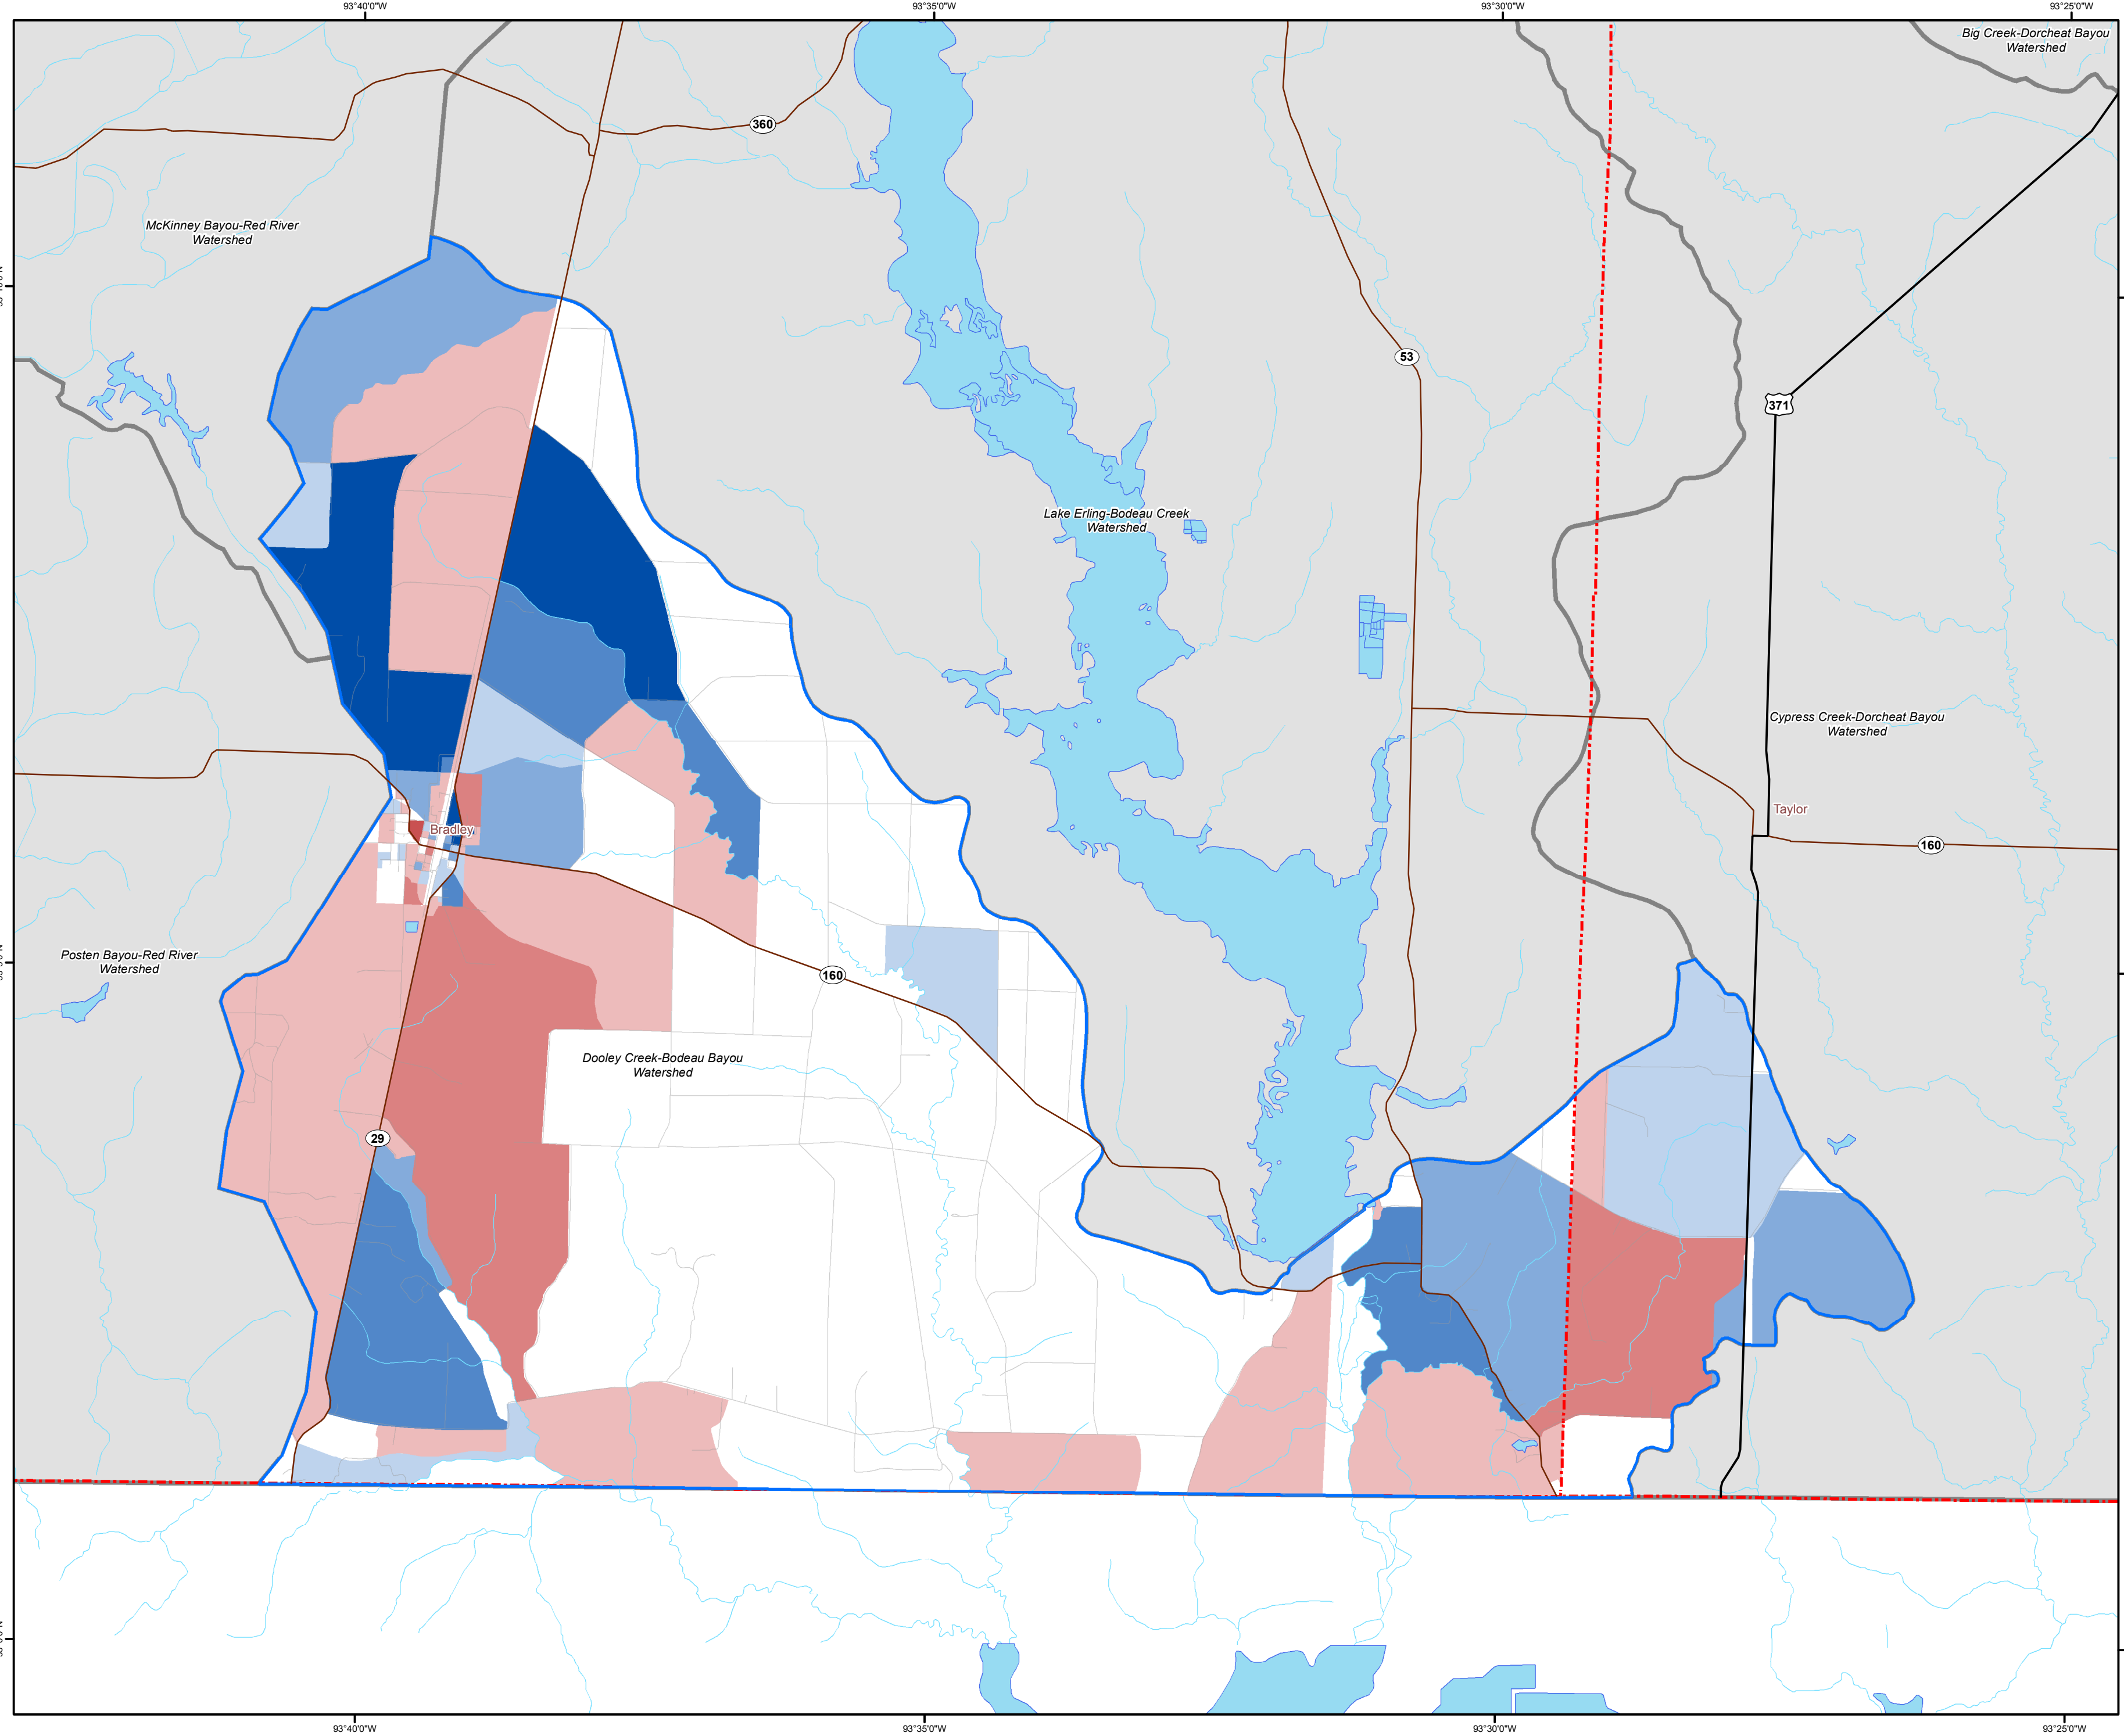 93°40'0"W
93°35'0"W
93°30'0"W
93°25'0"W
Big Creek-Dorcheat Bayou
Watershed
360
McKinney Bayou-Red River
Watershed
53
371
Lake Erling-Bodeau Creek
Watershed
Cypress Creek-Dorcheat Bayou
Watershed
Taylor
Bradley
160
Posten Bayou-Red River
Watershed
160
Dooley Creek-Bodeau Bayou
Watershed
29
93°40'0"W
93°35'0"W
93°30'0"W
93°25'0"W